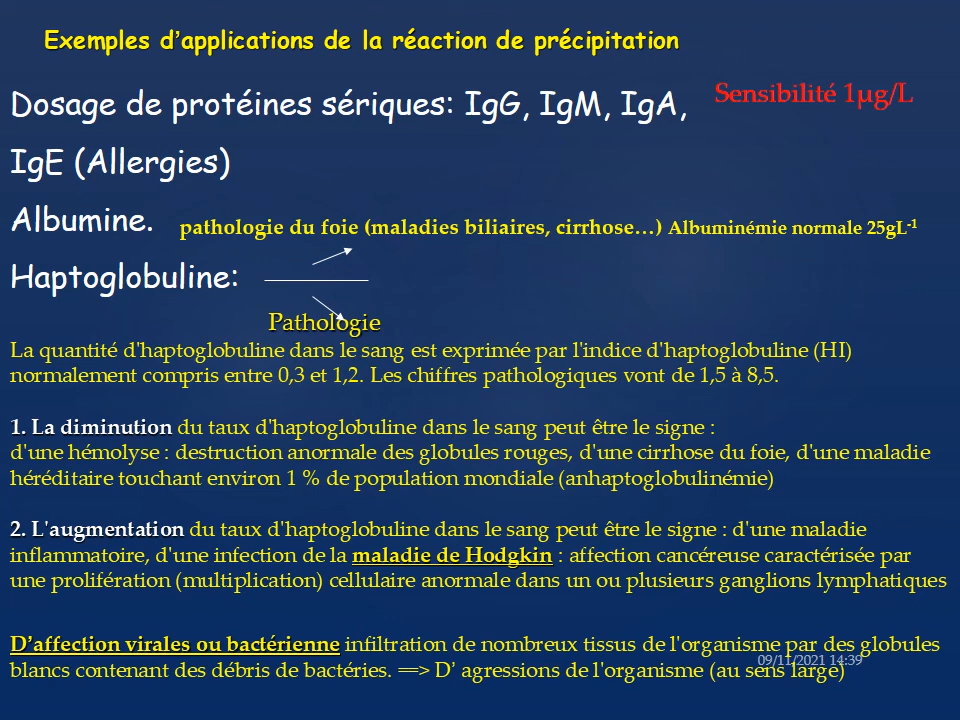 Exemples d’applications de la réaction de précipitation
Dosage de protéines sériques: IgG, IgM, IgA,
Sensibilité 1µg/L
IgE (Allergies)
Albumine.
pathologie du foie (maladies biliaires, cirrhose…) Albuminémie normale 25gL-1
Haptoglobuline:
Pathologie
La quantité d'haptoglobuline dans le sang est exprimée par l'indice d'haptoglobuline (HI)
normalement compris entre 0,3 et 1,2. Les chiffres pathologiques vont de 1,5 à 8,5.
1. La diminution du taux d'haptoglobuline dans le sang peut être le signe :
d'une hémolyse : destruction anormale des globules rouges, d'une cirrhose du foie, d'une maladie
héréditaire touchant environ 1 % de population mondiale (anhaptoglobulinémie)
2. L'augmentation du taux d'haptoglobuline dans le sang peut être le signe : d'une maladie
inflammatoire, d'une infection de la maladie de Hodgkin : affection cancéreuse caractérisée par
une prolifération (multiplication) cellulaire anormale dans un ou plusieurs ganglions lymphatiques
D’affection virales ou bactérienne infiltration de nombreux tissus de l'organisme par des globules
blancs contenant des débris de bactéries. ==> D’ agressions de l'organisme (au sens large)
09/11/2021 14:39